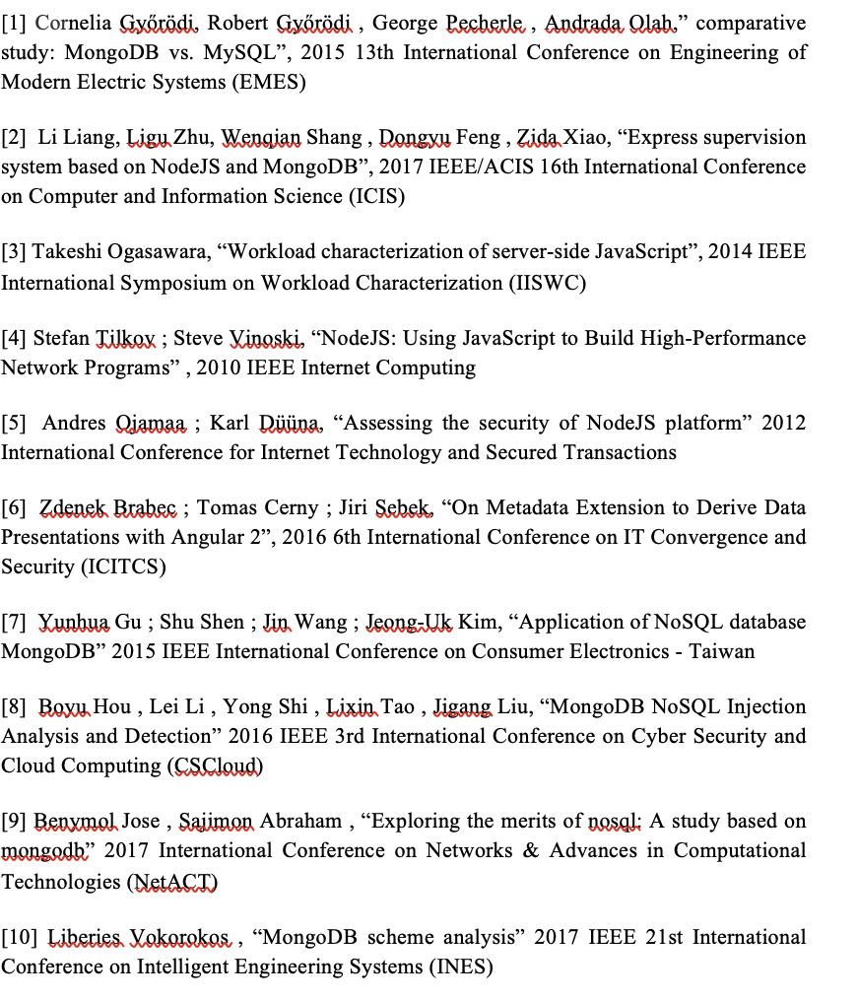 [1] Cornelia Győrödi, Robert Győrödi , George Pecherle , Andrada Olah,” comparative
study: MongoDB vs. MySQL”, 2015 13th International Conference on Engineering of
Modern Electric Systems (EMES)
[2] Li Liang, Ligu Zhu, Wenqian Shang , Dongyu Feng , Zida Xiao, “Express supervision
system based on NodeJS and MongoDB”, 2017 IEEE/ACIS 16th International Conference
on Computer and Information Science (ICIS)
[3] Takeshi Ogasawara, “Workload characterization of server-side JavaScript”, 2014 IEEE
International Symposium on Workload Characterization (IISWC)
[4] Stefan Tilkov ; Steve Vinoski, “NodeJS: Using JavaScript to Build High-Performance
Network Programs” , 2010 IEEE Internet Computing
[5] Andres Ojamaa ; Karl Düüna, “Assessing the security of NodeJS platform” 2012
International Conference for Internet Technology and Secured Transactions
[6] Zdenek Brabec ; Tomas Cerny ; Jiri Sebek, “On Metadata Extension to Derive Data
Presentations with Angular 2”, 2016 6th International Conference on IT Convergence and
Security (ICITCS)
[7] Yunhua Gu ; Shu Shen ; Jin Wang ; Jeong-Uk Kim, “Application of NoSQL database
MongoDB” 2015 IEEE International Conference on Consumer Electronics - Taiwan
[8] Boyu Hou , Lei Li , Yong Shi , Lixin Tao , Jigang Liu, “MongoDB NoSQL Injection
Analysis and Detection” 2016 IEEE 3rd International Conference on Cyber Security and
Cloud Computing (CSCloud)
[9] Benymol Jose , Sajimon Abraham , “Exploring the merits of nosql: A study based on
mongodb” 2017 International Conference on Networks & Advances in Computational
Technologies (NetACT)
[10] Liberies Vokorokos , “MongoDB scheme analysis” 2017 IEEE 21st International
Conference on Intelligent Engineering Systems (INES)